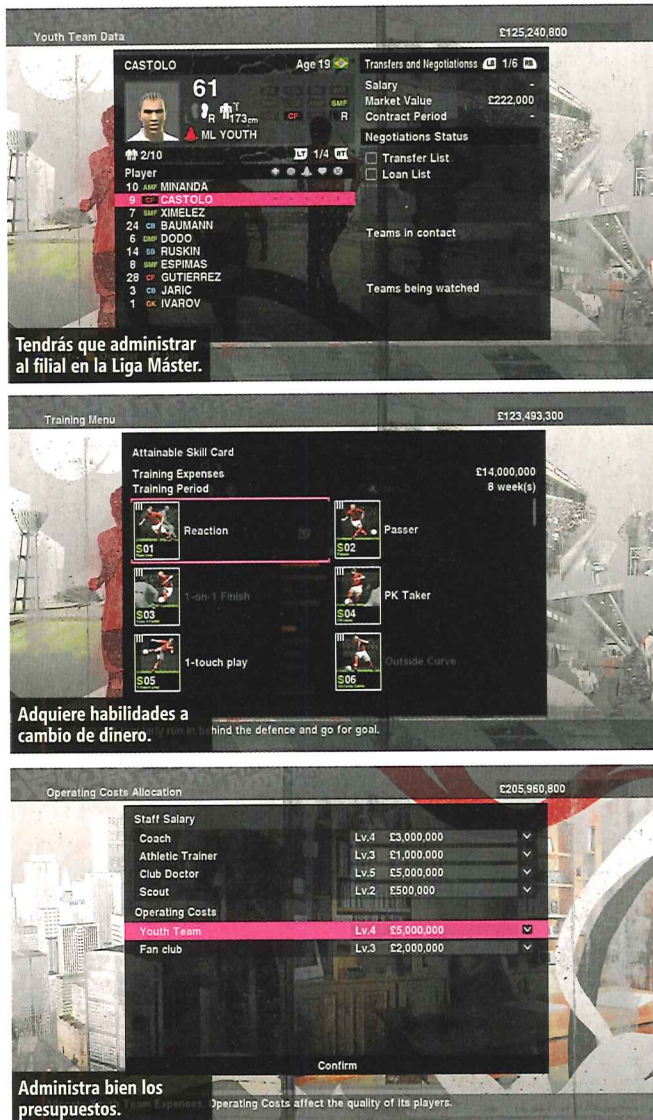 Youth Team Data
£125,240,800
CASTOLO
Age 19
61
R
173cm
CF
SMF
R
ML YOUTH
2/10
LT 1/4 RT
Player
10 AMF MINANDA
9 CF CASTOLO
7 SMF XIMELEZ
24 CB BAUMANN
6 DMF DODO
14 SB RUSKIN
8 SMF ESPIMAS
28 CF GUTIERREZ
3 CB JARIC
1 GK IVAROV
Transfers and Negotiationss LB 1/6 RB
Salary -
Market Value £222,000
Contract Period -
Negotiations Status
Transfer List
Loan List
Teams in contact
Teams being watched
Tendrás que administrar
al filial en la Liga Máster.
Training Menu
£123,493,300
Attainable Skill Card
Training Expenses £14,000,000
Training Period 8 week(s)
S01 Reaction
S02 Passer
S03 1-on-1 Finish
S04 PK Taker
S05 1-touch play
S06 Outside Curve
Adquiere habilidades a
cambio de dinero.
run in behind the defence and go for goal.
Operating Costs Allocation
£205,960,800
Staff Salary
Coach Lv.4 £3,000,000
Athletic Trainer Lv.3 £1,000,000
Club Doctor Lv.5 £5,000,000
Scout Lv.2 £500,000
Operating Costs
Youth Team Lv.4 £5,000,000
Fan club Lv.3 £2,000,000
Confirm
Administra bien los
presupuestos.
Team Expenses. Operating Costs affect the quality of its players.